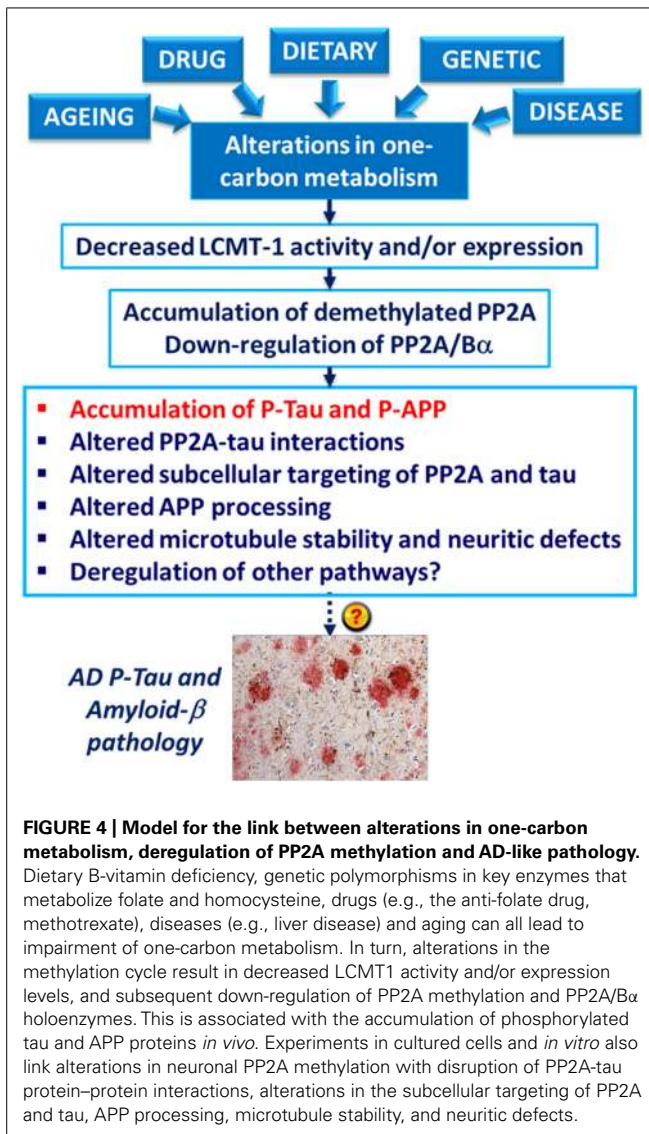 DIETARY
DRUG
GENETIC
AGEING
DISEASE
Alterations in one-
carbon metabolism
Decreased LCMT-1 activity and/or expression
Accumulation of demethylated PP2A
Down-regulation of PP2A/Bα
▪ Accumulation of P-Tau and P-APP
▪ Altered PP2A-tau interactions
▪ Altered subcellular targeting of PP2A and tau
▪ Altered APP processing
▪ Altered microtubule stability and neuritic defects
▪ Deregulation of other pathways?
?
AD P-Tau and
Amyloid-β
pathology
FIGURE 4 | Model for the link between alterations in one-carbon
metabolism, deregulation of PP2A methylation and AD-like pathology.
Dietary B-vitamin deficiency, genetic polymorphisms in key enzymes that
metabolize folate and homocysteine, drugs (e.g., the anti-folate drug,
methotrexate), diseases (e.g., liver disease) and aging can all lead to
impairment of one-carbon metabolism. In turn, alterations in the
methylation cycle result in decreased LCMT1 activity and/or expression
levels, and subsequent down-regulation of PP2A methylation and PP2A/Bα
holoenzymes. This is associated with the accumulation of phosphorylated
tau and APP proteins in vivo. Experiments in cultured cells and in vitro also
link alterations in neuronal PP2A methylation with disruption of PP2A-tau
protein–protein interactions, alterations in the subcellular targeting of PP2A
and tau, APP processing, microtubule stability, and neuritic defects.